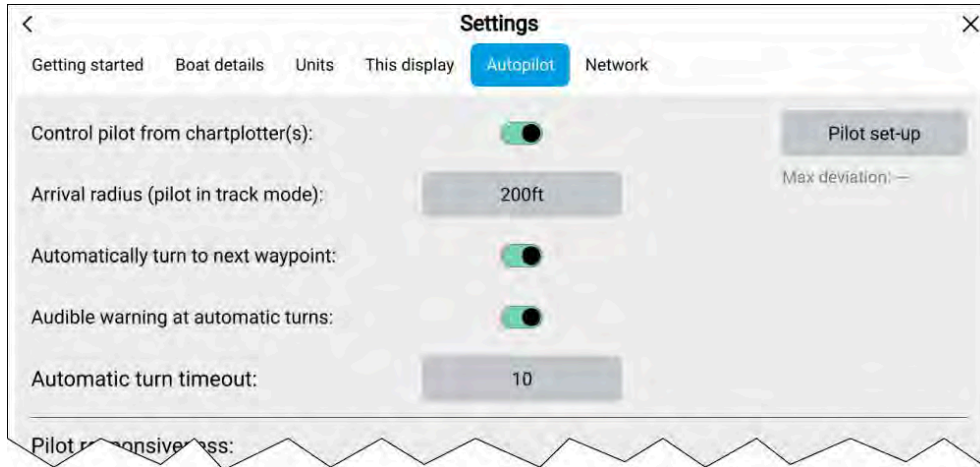 Settings
Getting started Boat details Units This display Autopilot Network
Control pilot from chartplotter(s):
Pilot set-up
Max deviation: —
Arrival radius (pilot in track mode): 200ft
Automatically turn to next waypoint:
Audible warning at automatic turns:
Automatic turn timeout: 10
Pilot responsiveness: